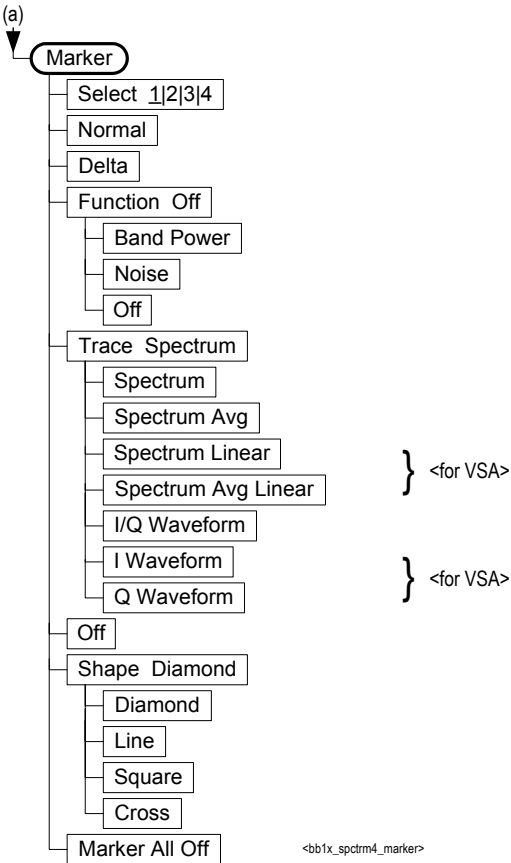 (a)
Marker
Select 1|2|3|4
Normal
Delta
Function Off
Band Power
Noise
Off
Trace Spectrum
Spectrum
Spectrum Avg
Spectrum Linear
Spectrum Avg Linear
} <for VSA>
I/Q Waveform
I Waveform
Q Waveform
} <for VSA>
Off
Shape Diamond
Diamond
Line
Square
Cross
Marker All Off
<bb1x_spctrm4_marker>